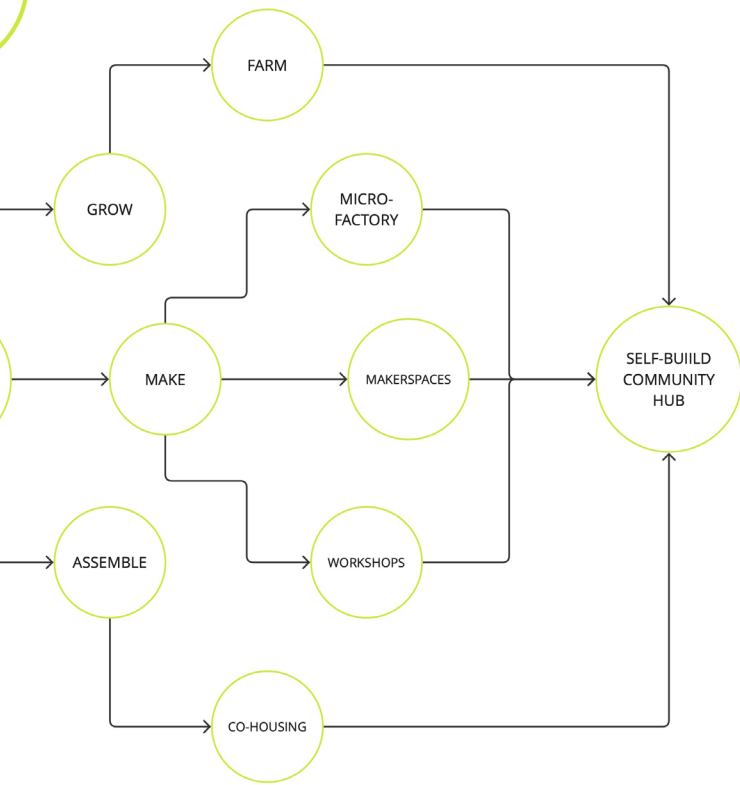 FARM
GROW
MICRO-
FACTORY
MAKE
MAKERSPACES
SELF-BUIILD
COMMUNITY
HUB
ASSEMBLE
WORKSHOPS
CO-HOUSING